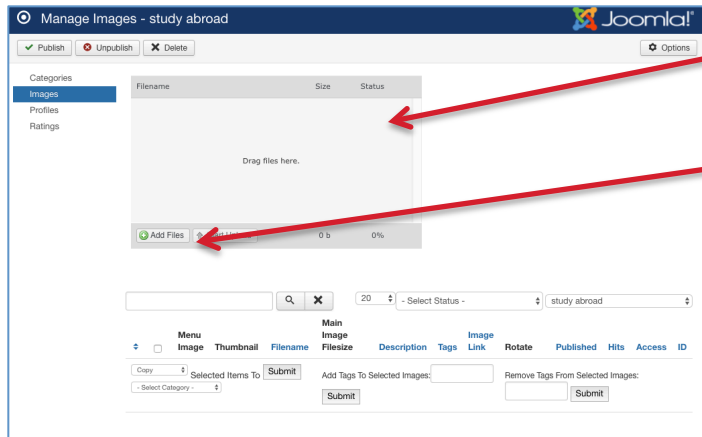 Manage Images - study abroad
Joomla!
Publish Unpublish Delete Options
Categories
Images
Profiles
Ratings
Filename Size Status
Drag files here.
Add Files 0 b 0%
20 - Select Status - study abroad
Menu Image Thumbnail Filename Main Image Filesize Description Tags Image Link Rotate Published Hits Access ID
Copy Selected Items To Submit
- Select Category -
Add Tags To Selected Images:
Submit
Remove Tags From Selected Images:
Submit